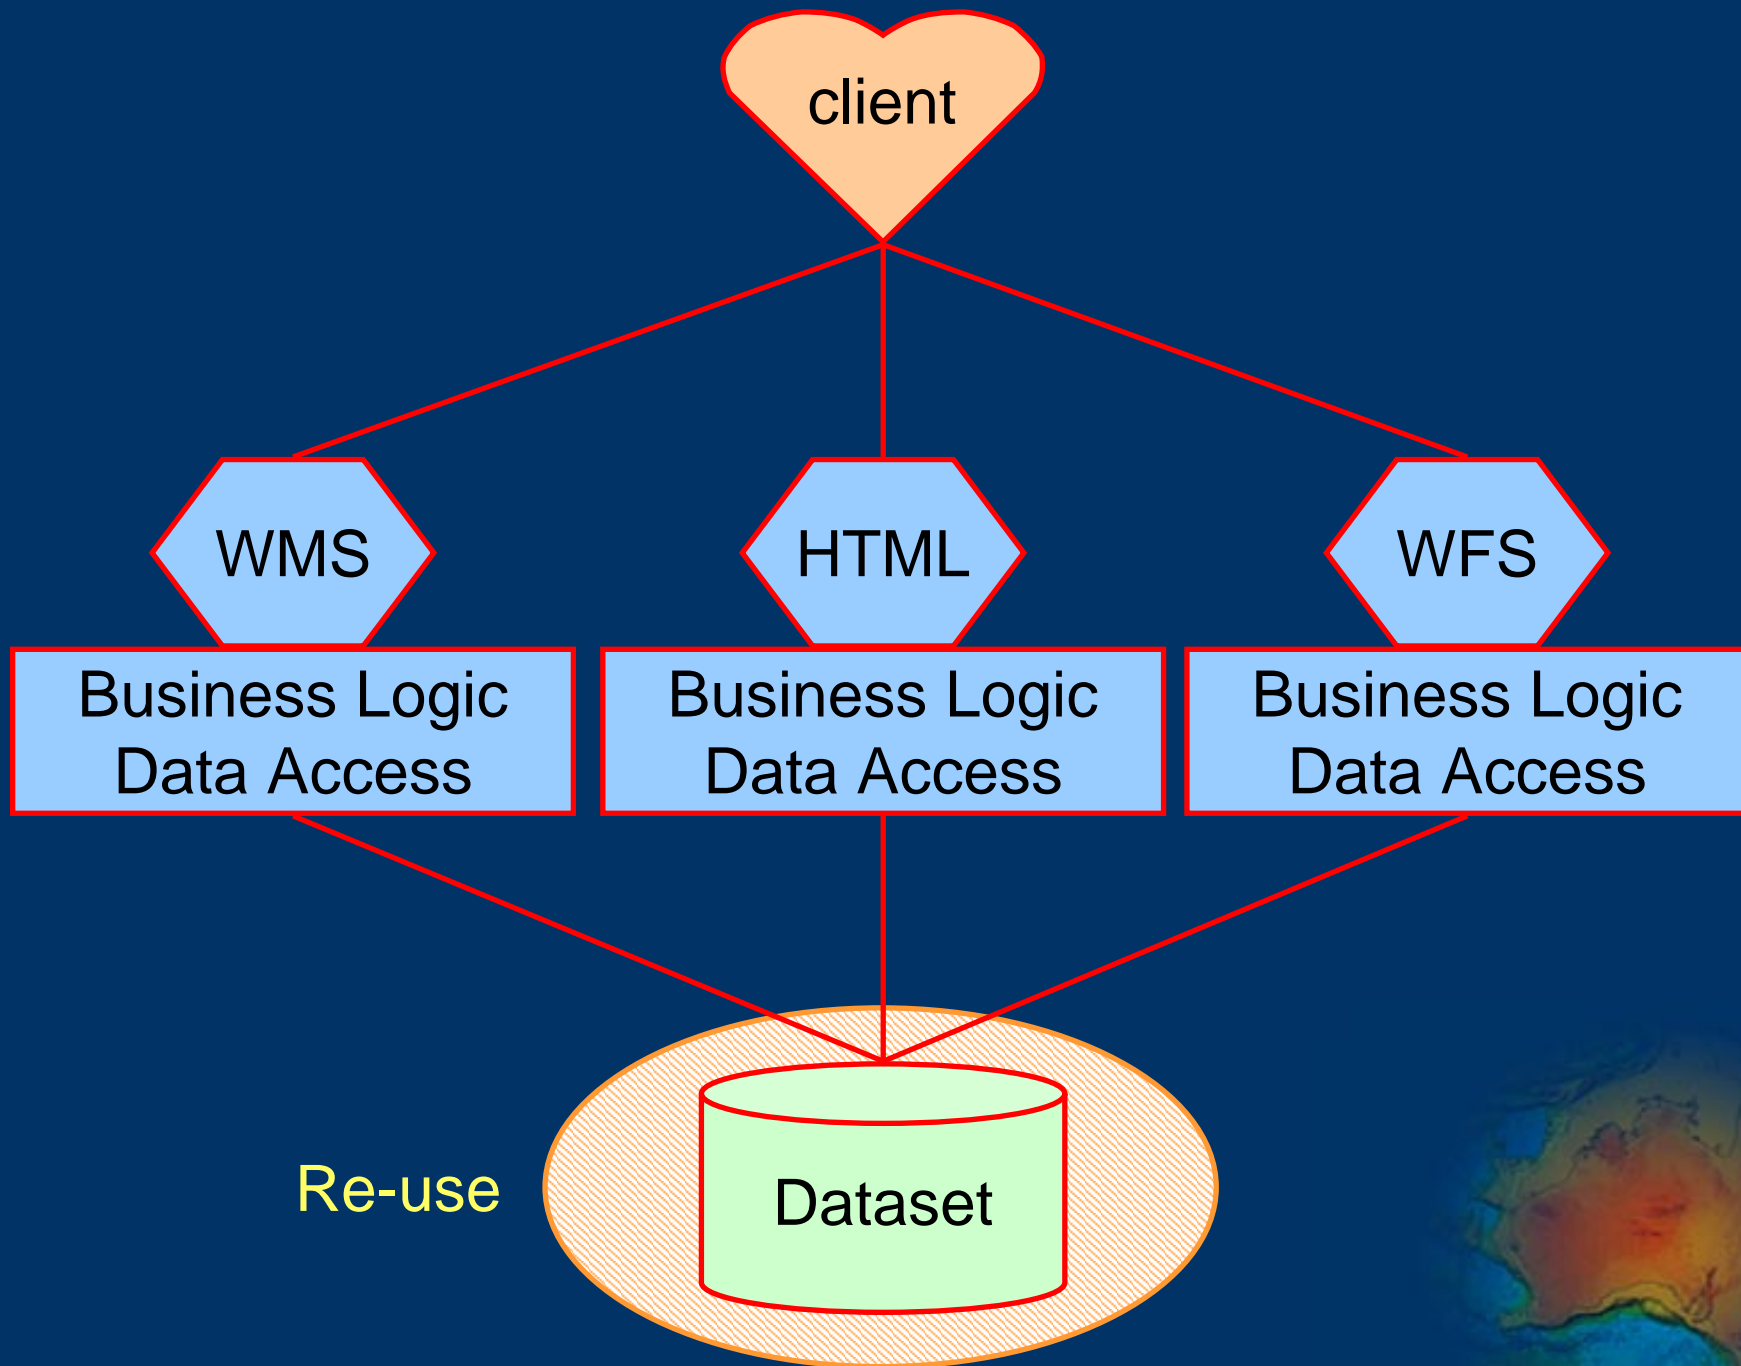 client
WMS
HTML
WFS
Business Logic
Data Access
Business Logic
Data Access
Business Logic
Data Access
Re-use
Dataset